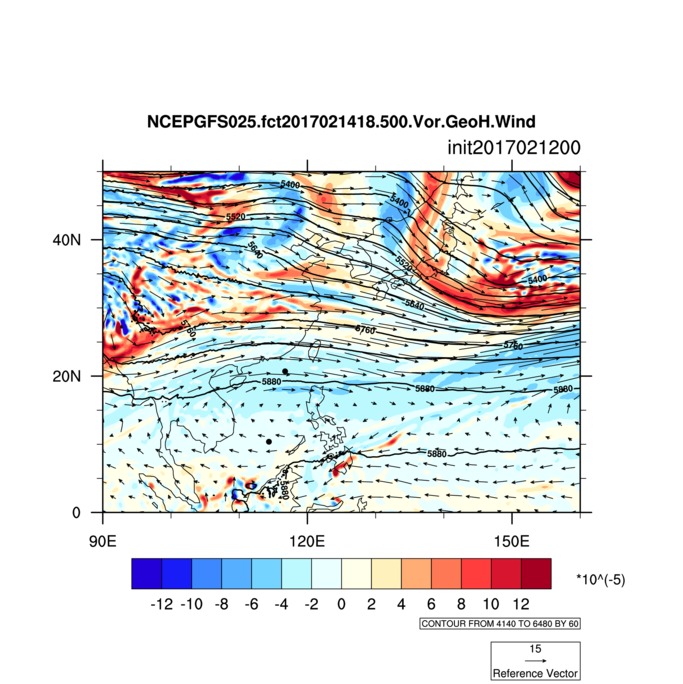 NCEPGFS025.fct2017021418.500.Vor.GeoH.Wind
init2017021200
5400
5400
5520
40N
5640
5520
5400
5640
5760
5760
5760
20N
5880
5880
5880
5880
5880
0
90E 120E 150E
-12 -10 -8 -6 -4 -2 0 2 4 6 8 10 12
*10^(-5)
CONTOUR FROM 4140 TO 6480 BY 60
15
Reference Vector